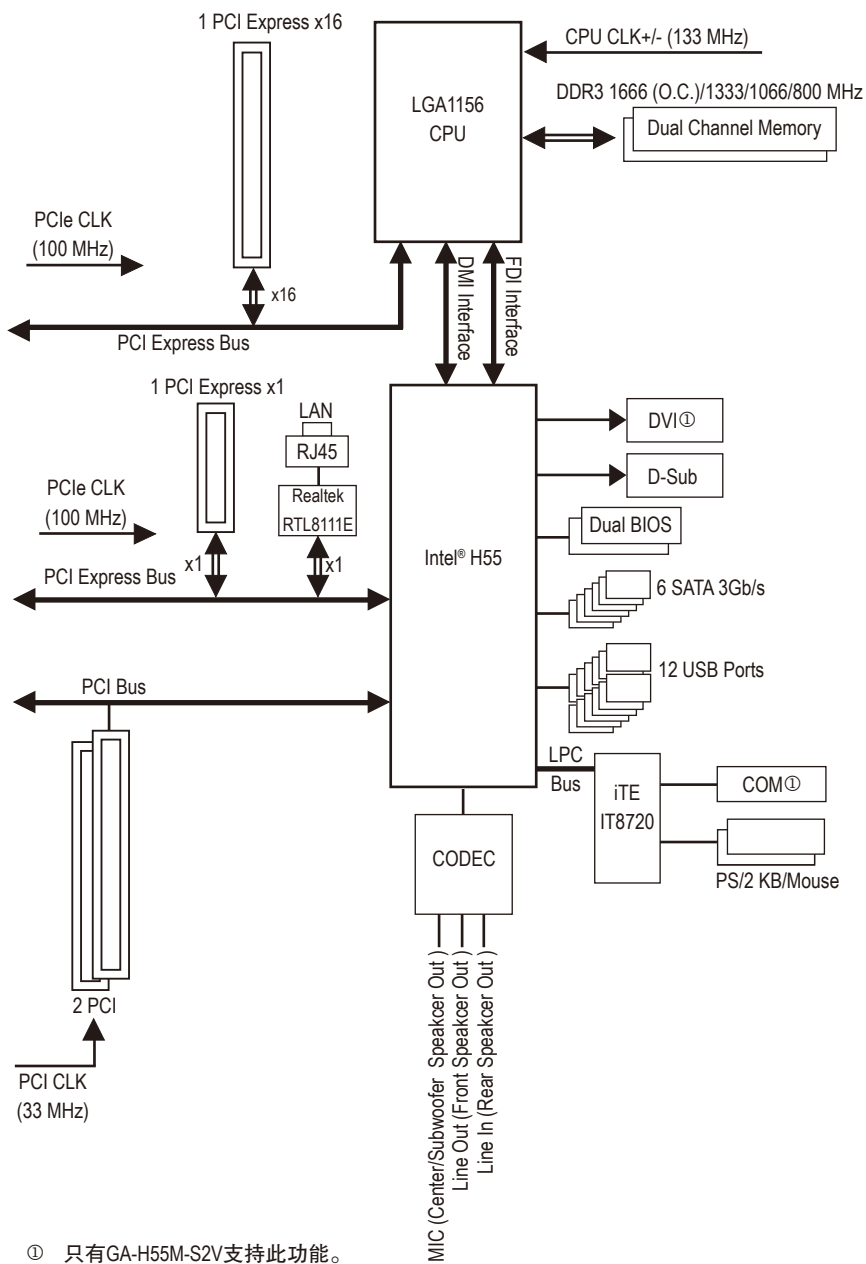 1 PCI Express x16
CPU CLK+/- (133 MHz)
LGA1156
CPU
DDR3 1666 (O.C.)/1333/1066/800 MHz
Dual Channel Memory
PCIe CLK
(100 MHz)
x16
PCI Express Bus
DMI Interface
FDI Interface
1 PCI Express x1
LAN
RJ45
Realtek
RTL8111E
PCIe CLK
(100 MHz)
x1
x1
PCI Express Bus
Intel® H55
DVI①
D-Sub
Dual BIOS
6 SATA 3Gb/s
12 USB Ports
PCI Bus
LPC
Bus
iTE
IT8720
COM①
PS/2 KB/Mouse
CODEC
2 PCI
PCI CLK
(33 MHz)
MIC (Center/Subwoofer Speakcer Out )
Line Out (Front Speakcer Out )
Line In (Rear Speakcer Out )
① 只有GA-H55M-S2V支持此功能。